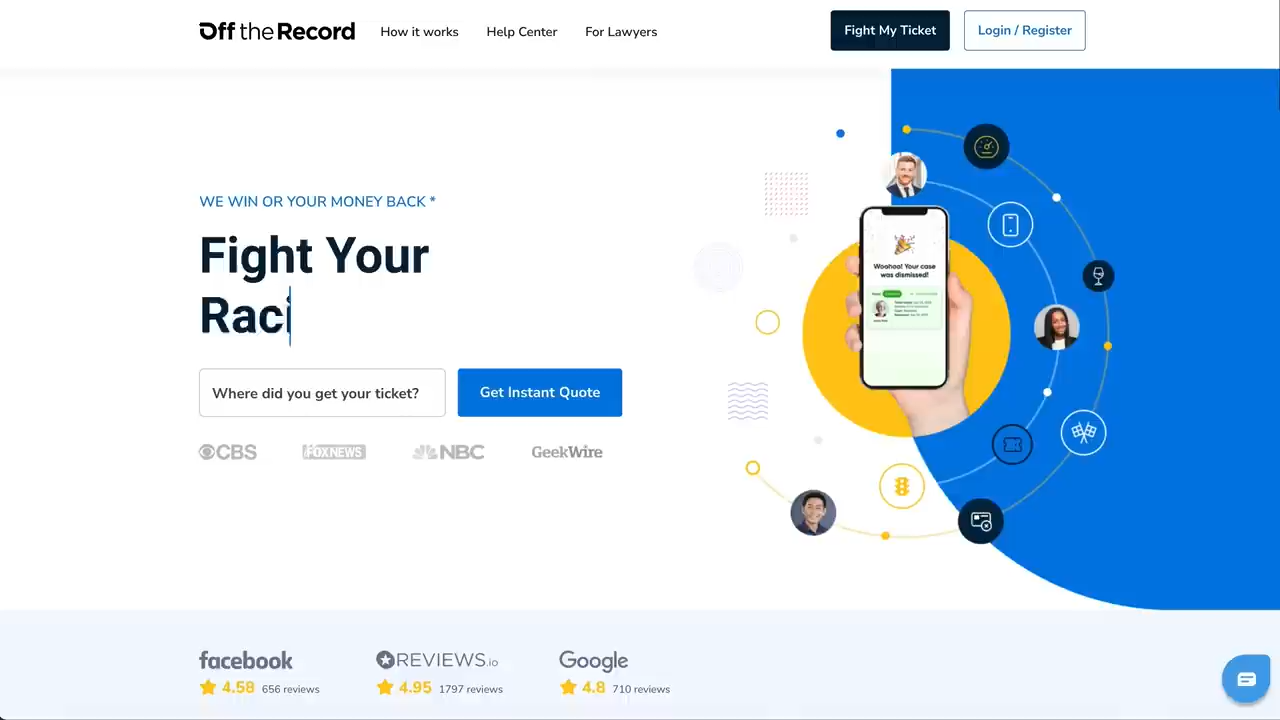 Off the Record
How it works
Help Center
For Lawyers
Fight My Ticket
Login / Register
WE WIN OR YOUR MONEY BACK *
Fight Your
Raci
Where did you get your ticket?
Get Instant Quote
CBS
FOX NEWS
NBC
GeekWire
Woohoo! Your case
was dismissed!
facebook
4.58 656 reviews
REVIEWS.io
4.95 1797 reviews
Google
4.8 710 reviews